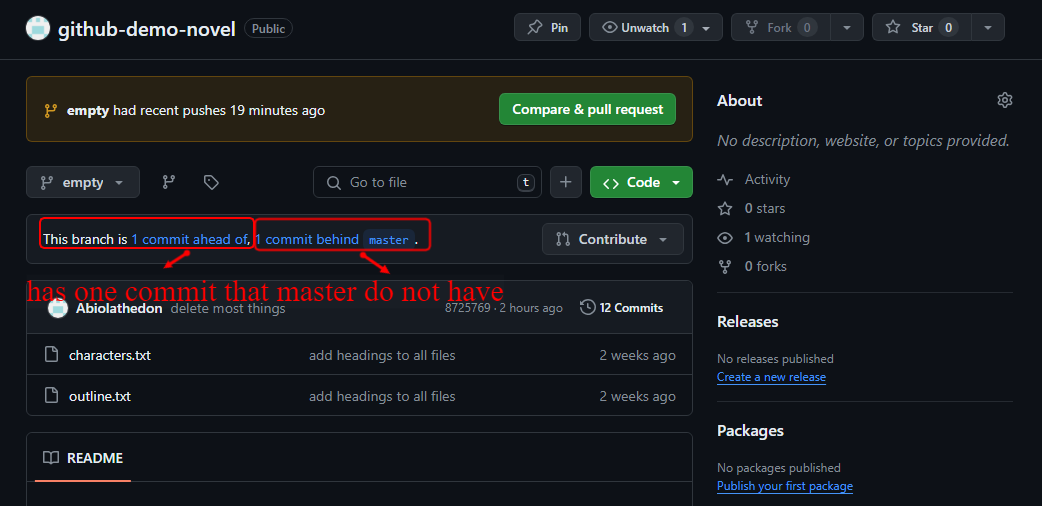 github-demo-novel Public
Pin Unwatch 1 Fork 0 Star 0
empty had recent pushes 19 minutes ago
Compare & pull request
empty
Go to file t
Code
This branch is 1 commit ahead of, 1 commit behind master.
Contribute
has one commit that master do not have
Abiolathedon delete most things 8725769 · 2 hours ago 12 Commits
characters.txt add headings to all files 2 weeks ago
outline.txt add headings to all files 2 weeks ago
README
About
No description, website, or topics provided.
Activity
0 stars
1 watching
0 forks
Releases
No releases published
Create a new release
Packages
No packages published
Publish your first package